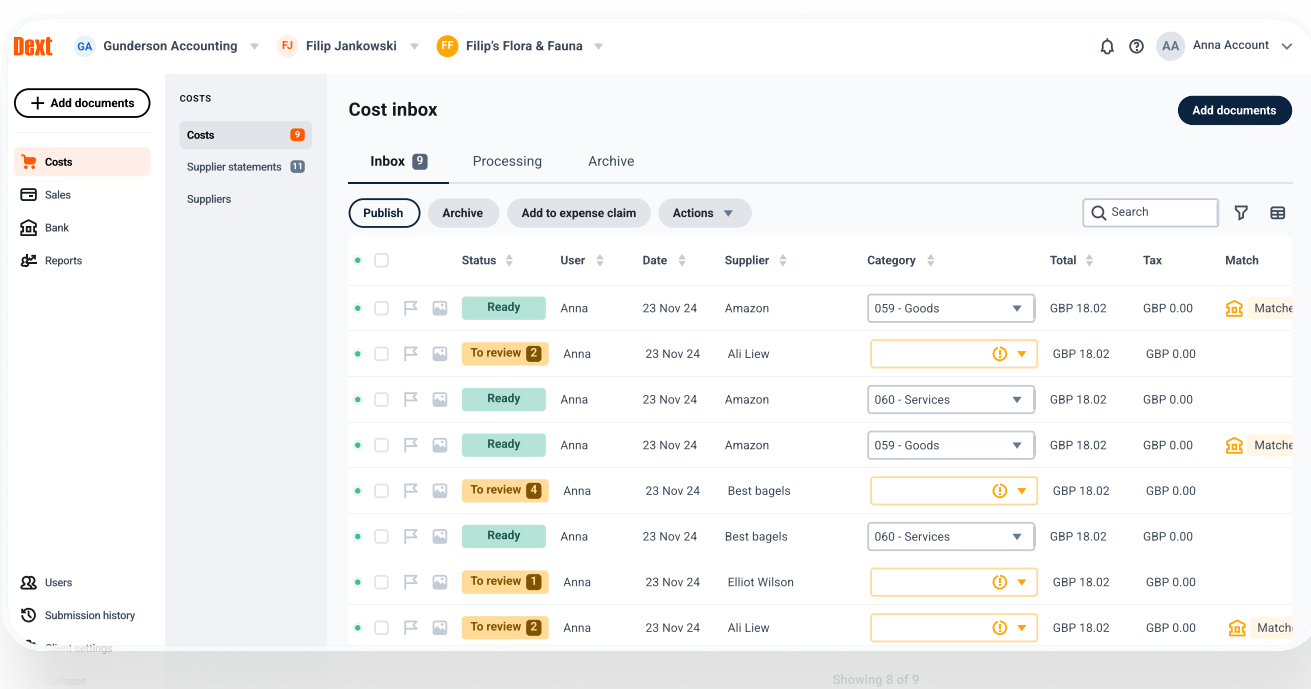 Dext GA Gunderson Accounting FJ Filip Jankowski FF Filip's Flora & Fauna AA Anna Account
Add documents
Costs
Sales
Bank
Reports
Users
Submission history
Client settings
Collapse
COSTS
Costs 9
Supplier statements 11
Suppliers
Cost inbox
Add documents
Inbox 9 Processing Archive
Publish Archive Add to expense claim Actions Search
Status User Date Supplier Category Total Tax Match
Ready Anna 23 Nov 24 Amazon 059 - Goods GBP 18.02 GBP 0.00 Matche
To review 2 Anna 23 Nov 24 Ali Liew GBP 18.02 GBP 0.00
Ready Anna 23 Nov 24 Amazon 060 - Services GBP 18.02 GBP 0.00
Ready Anna 23 Nov 24 Amazon 059 - Goods GBP 18.02 GBP 0.00 Matche
To review 4 Anna 23 Nov 24 Best bagels GBP 18.02 GBP 0.00
Ready Anna 23 Nov 24 Best bagels 060 - Services GBP 18.02 GBP 0.00
To review 1 Anna 23 Nov 24 Elliot Wilson GBP 18.02 GBP 0.00
To review 2 Anna 23 Nov 24 Ali Liew GBP 18.02 GBP 0.00 Match
Showing 8 of 9